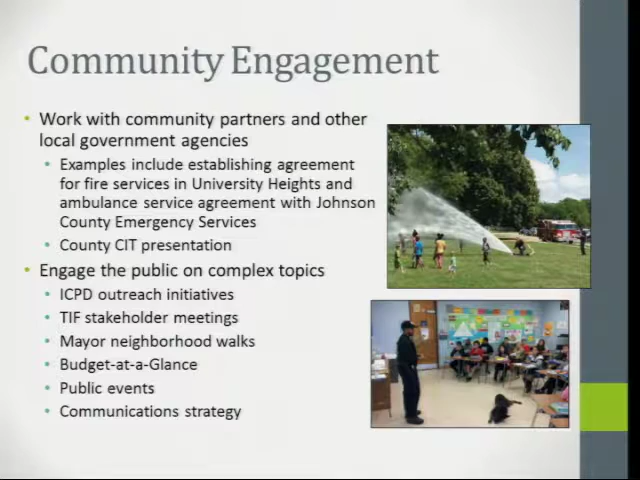 Community Engagement
Work with community partners and other
local government agencies
Examples include establishing agreement
for fire services in University Heights and
ambulance service agreement with Johnson
County Emergency Services
County CIT presentation
Engage the public on complex topics
ICPD outreach initiatives
TIF stakeholder meetings
Mayor neighborhood walks
Budget-at-a-Glance
Public events
Communications strategy